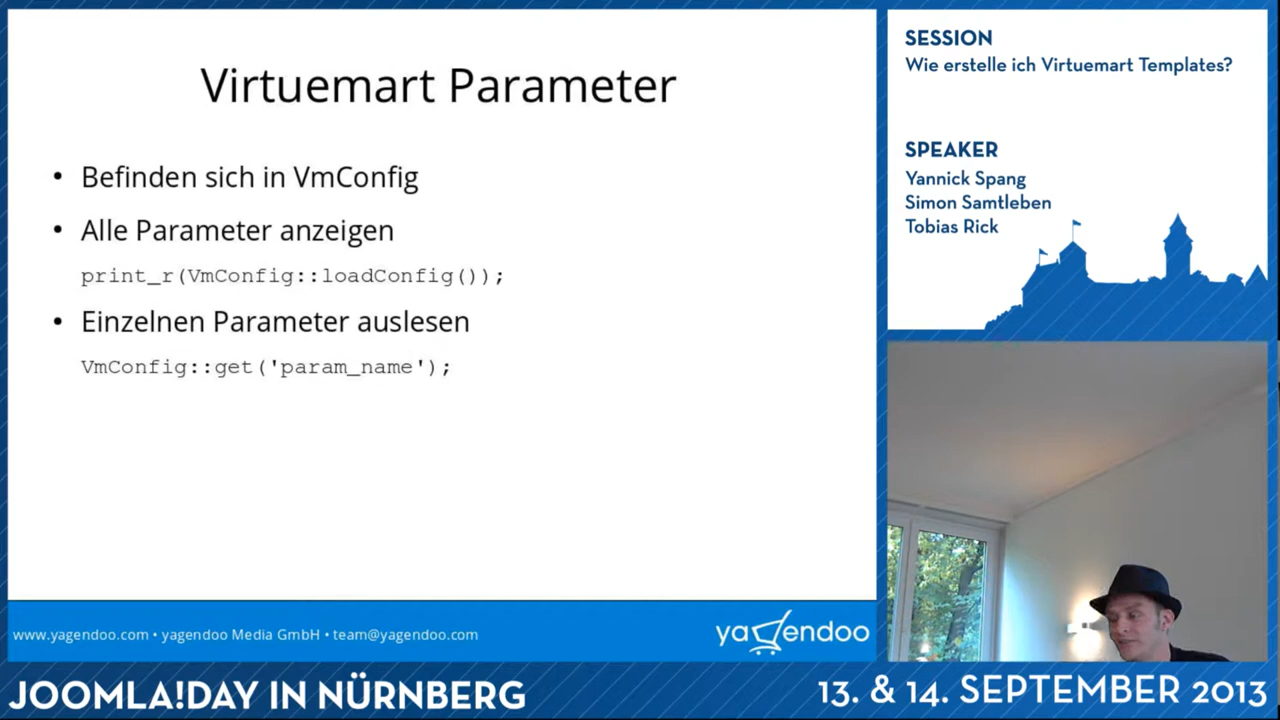 Virtuemart Parameter
• Befinden sich in VmConfig
• Alle Parameter anzeigen
print_r(VmConfig::loadConfig());
• Einzelnen Parameter auslesen
VmConfig::get('param_name');
www.yagendoo.com • yagendoo Media GmbH • team@yagendoo.com
yagendoo
SESSION
Wie erstelle ich Virtuemart Templates?
SPEAKER
Yannick Spang
Simon Samtleben
Tobias Rick
JOOMLA!DAY IN NÜRNBERG
13. & 14. SEPTEMBER 2013